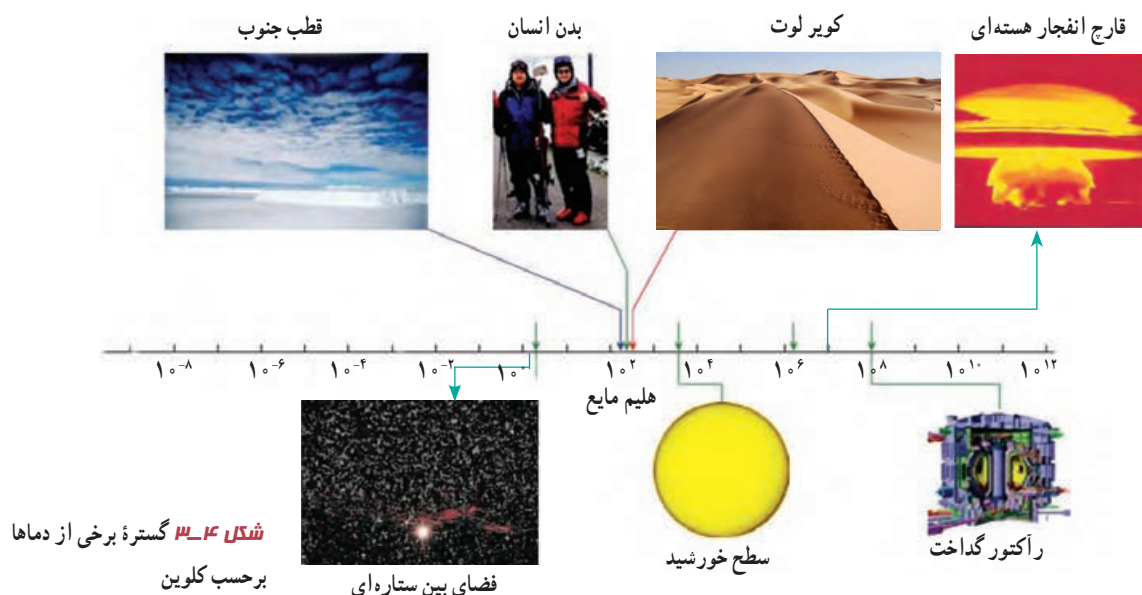 قارچ انفجار هسته‌ای
کویر لوت
بدن انسان
قطب جنوب
۱۰⁻⁸ ۱۰⁻⁶ ۱۰⁻⁴ ۱۰⁻² ۱۰⁰ ۱۰² ۱۰⁴ ۱۰⁶ ۱۰⁸ ۱۰¹⁰ ۱۰¹²
هلیم مایع
رآکتور گداخت
سطح خورشید
فضای بین ستاره‌ای
شکل ۴ــ۳ گسترهٔ برخی از دماها
برحسب کلوین